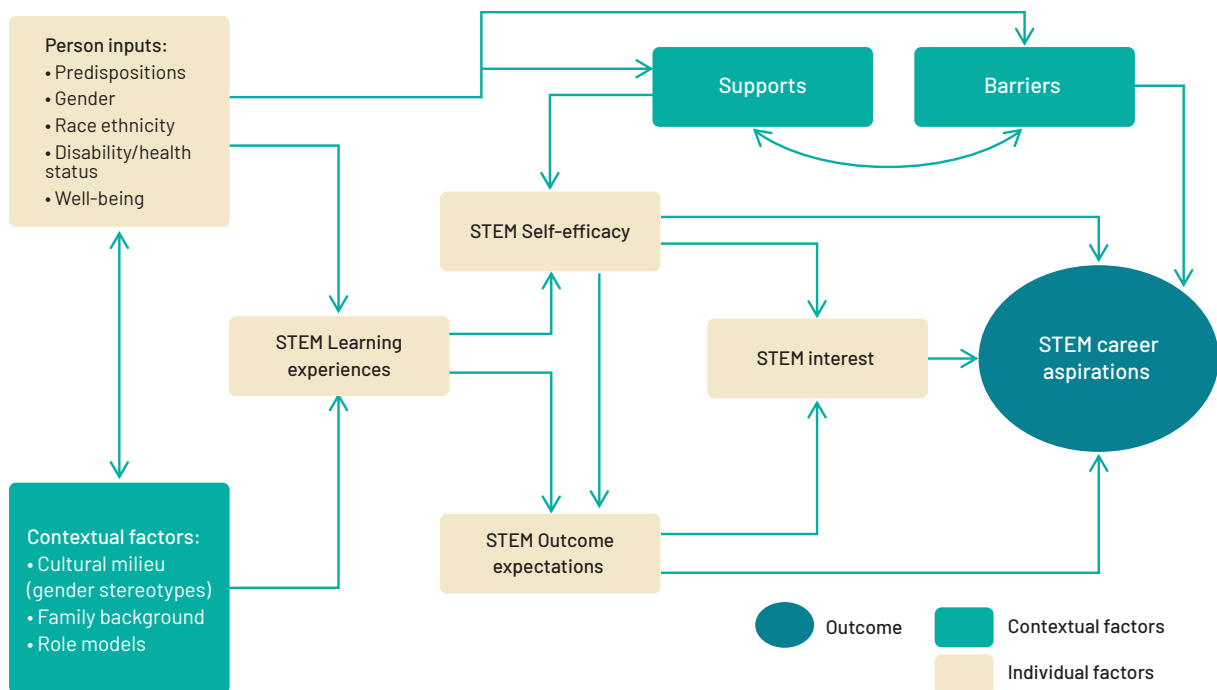 Person inputs:
• Predispositions
• Gender
• Race ethnicity
• Disability/health
status
• Well-being
Supports
Barriers
STEM Self-efficacy
STEM Learning
experiences
STEM interest
STEM career
aspirations
Contextual factors:
• Cultural milieu
(gender stereotypes)
• Family background
• Role models
STEM Outcome
expectations
Outcome
Contextual factors
Individual factors